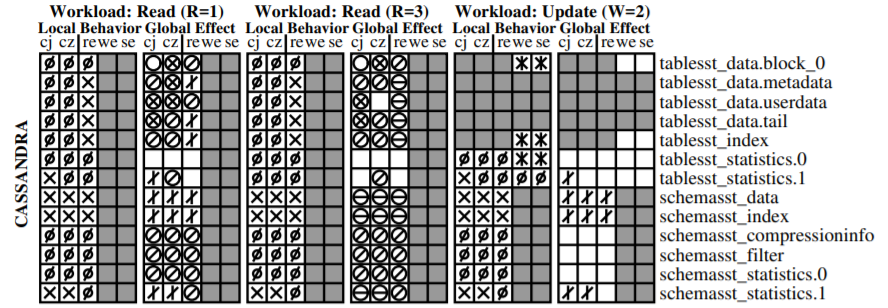 Workload: Read (R=1) Workload: Read (R=3) Workload: Update (W=2)
Local Behavior Global Effect Local Behavior Global Effect Local Behavior Global Effect
cj cz re we se cj cz re we se cj cz re we se cj cz re we se cj cz re we se cj cz re we se
tablesst_data.block_0
tablesst_data.metadata
tablesst_data.userdata
tablesst_data.tail
tablesst_index
tablesst_statistics.0
tablesst_statistics.1
schemasst_data
schemasst_index
schemasst_compressioninfo
schemasst_filter
schemasst_statistics.0
schemasst_statistics.1
CASSANDRA